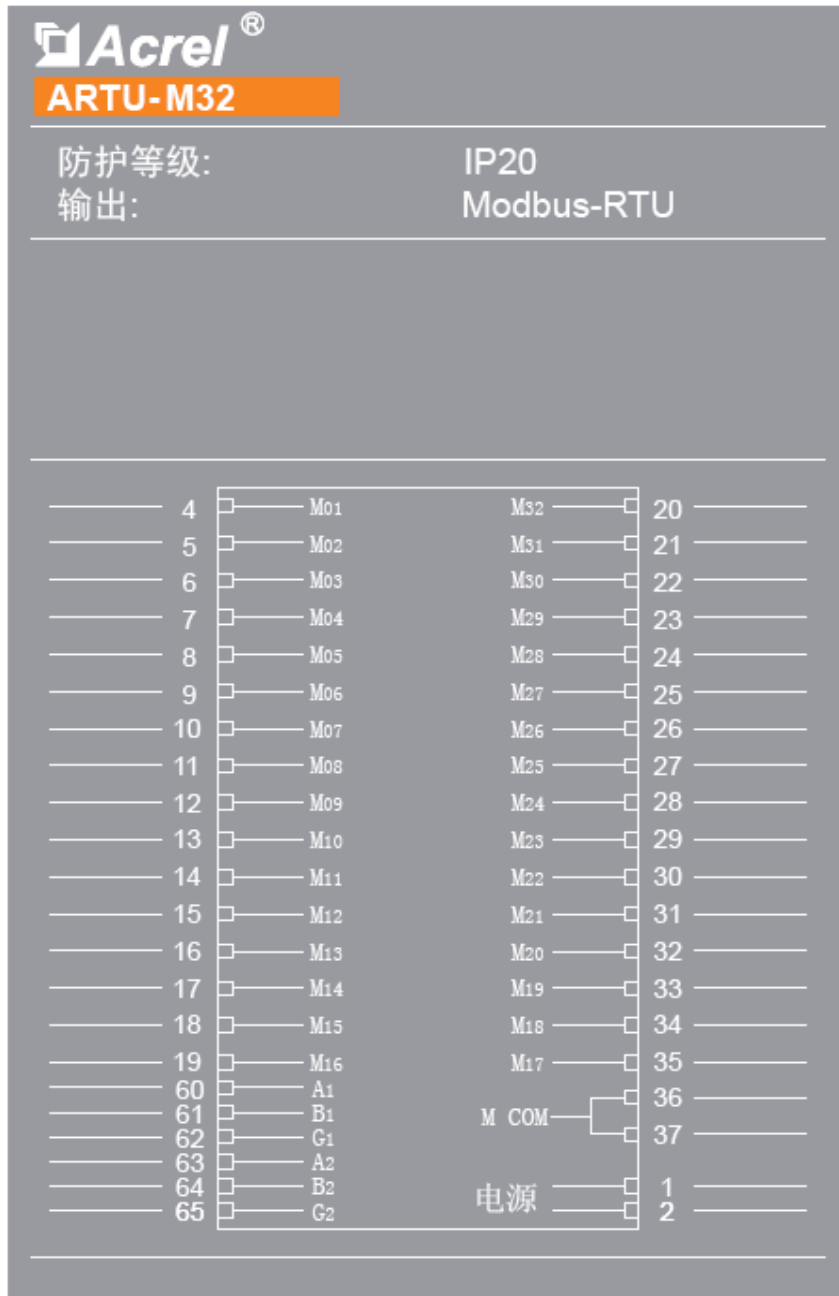 Acrel®
ARTU-M32
防护等级: IP20
输出: Modbus-RTU
4 M01 M32 20
5 M02 M31 21
6 M03 M30 22
7 M04 M29 23
8 M05 M28 24
9 M06 M27 25
10 M07 M26 26
11 M08 M25 27
12 M09 M24 28
13 M10 M23 29
14 M11 M22 30
15 M12 M21 31
16 M13 M20 32
17 M14 M19 33
18 M15 M18 34
19 M16 M17 35
60 A1 36
61 B1 M COM
62 G1 37
63 A2
64 B2 电源 1
65 G2 2